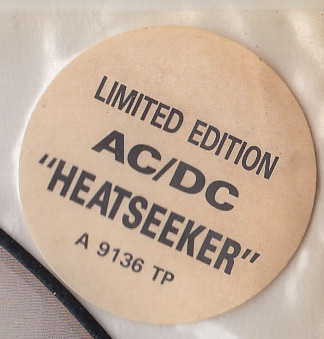 LIMITED EDITION
AC/DC
"HEATSEEKER"
A 9136 TP